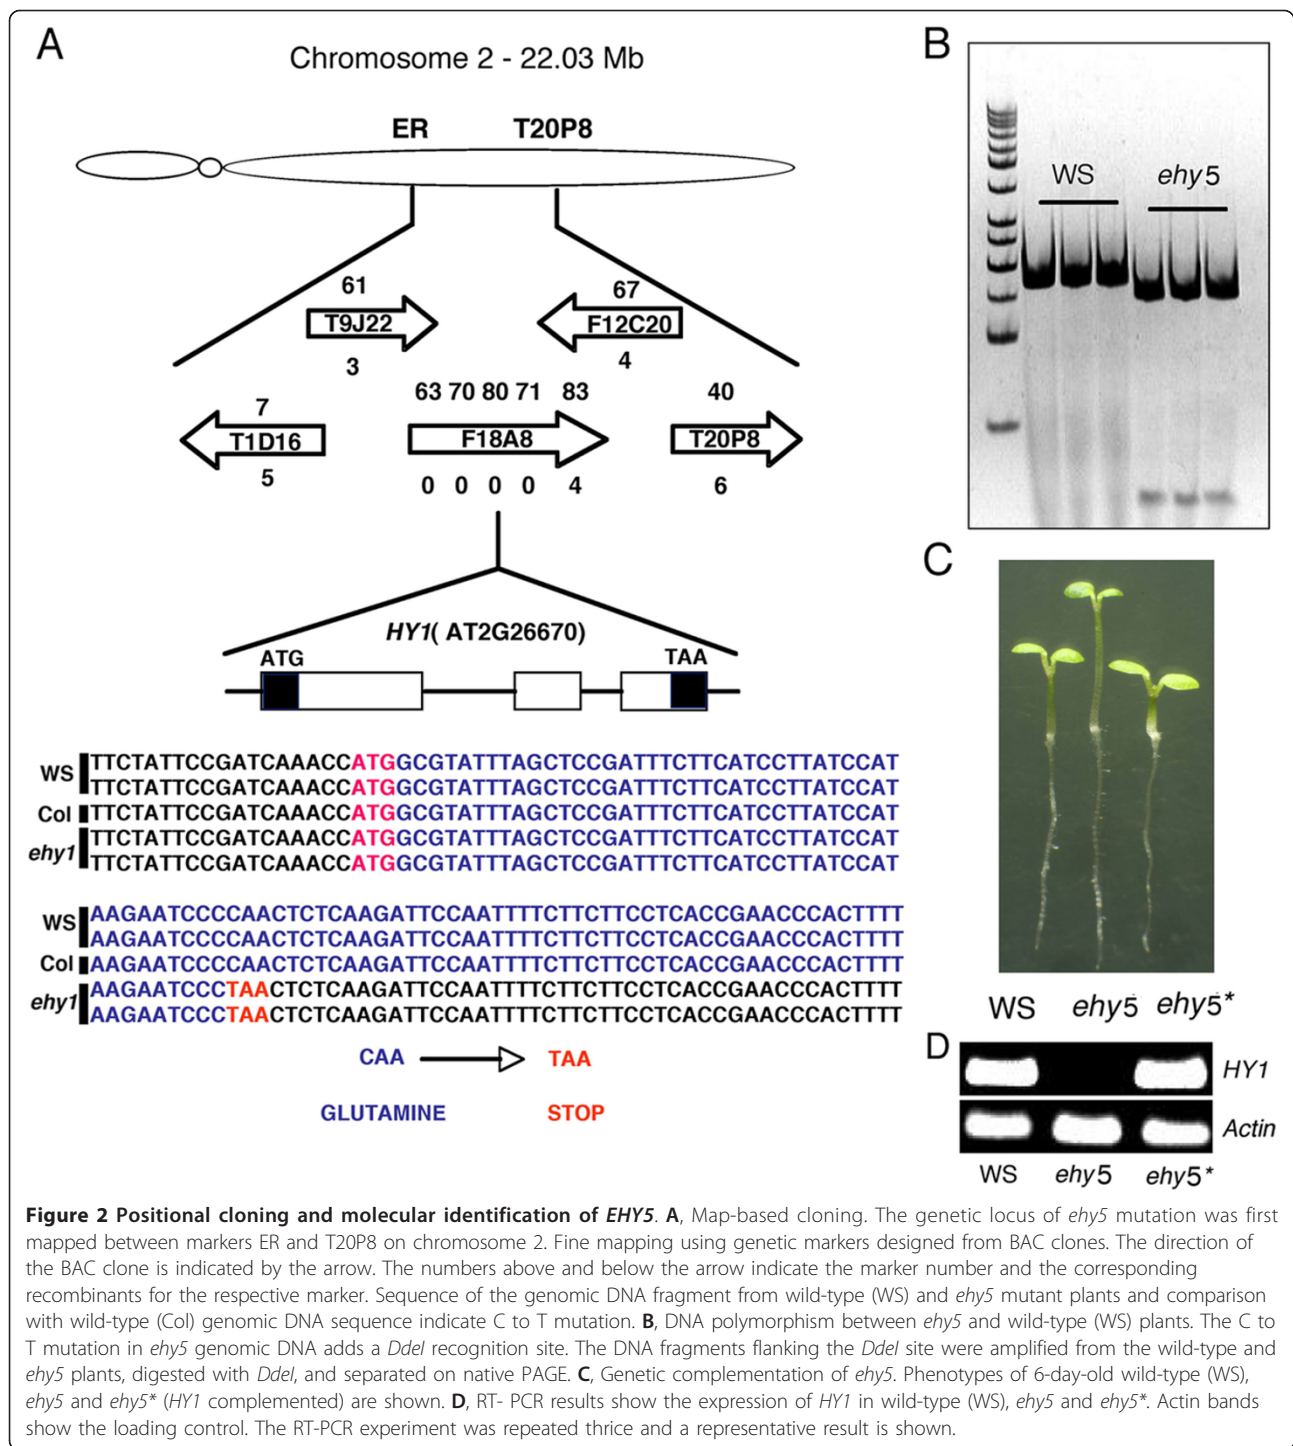 A
Chromosome 2 - 22.03 Mb
ER T20P8
61 67
T9J22 F12C20
3 4
7 63 70 80 71 83 40
T1D16 F18A8 T20P8
5 0 0 0 0 4 6
HY1( AT2G26670)
ATG TAA
WS TTCTATTCCGATCAAACCATGGCGTATTTAGCTCCGATTTCTTCATCCTTATCCAT
TTCTATTCCGATCAAACCATGGCGTATTTAGCTCCGATTTCTTCATCCTTATCCAT
Col TTCTATTCCGATCAAACCATGGCGTATTTAGCTCCGATTTCTTCATCCTTATCCAT
ehy1 TTCTATTCCGATCAAACCATGGCGTATTTAGCTCCGATTTCTTCATCCTTATCCAT
TTCTATTCCGATCAAACCATGGCGTATTTAGCTCCGATTTCTTCATCCTTATCCAT
WS AAGAATCCCCAACTCTCAAGATTCCAATTTTCTTCTTCCTCACCGAACCCACTTTT
AAGAATCCCCAACTCTCAAGATTCCAATTTTCTTCTTCCTCACCGAACCCACTTTT
Col AAGAATCCCCAACTCTCAAGATTCCAATTTTCTTCTTCCTCACCGAACCCACTTTT
ehy1 AAGAATCCCTAACTCTCAAGATTCCAATTTTCTTCTTCCTCACCGAACCCACTTTT
AAGAATCCCTAACTCTCAAGATTCCAATTTTCTTCTTCCTCACCGAACCCACTTTT
CAA TAA
GLUTAMINE STOP
B
WS ehy5
C
WS ehy5 ehy5*
D
HY1
Actin
WS ehy5 ehy5*
Figure 2 Positional cloning and molecular identification of EHY5. A, Map-based cloning. The genetic locus of ehy5 mutation was first
mapped between markers ER and T20P8 on chromosome 2. Fine mapping using genetic markers designed from BAC clones. The direction of
the BAC clone is indicated by the arrow. The numbers above and below the arrow indicate the marker number and the corresponding
recombinants for the respective marker. Sequence of the genomic DNA fragment from wild-type (WS) and ehy5 mutant plants and comparison
with wild-type (Col) genomic DNA sequence indicate C to T mutation. B, DNA polymorphism between ehy5 and wild-type (WS) plants. The C to
T mutation in ehy5 genomic DNA adds a DdeI recognition site. The DNA fragments flanking the DdeI site were amplified from the wild-type and
ehy5 plants, digested with DdeI, and separated on native PAGE. C, Genetic complementation of ehy5. Phenotypes of 6-day-old wild-type (WS),
ehy5 and ehy5* (HY1 complemented) are shown. D, RT- PCR results show the expression of HY1 in wild-type (WS), ehy5 and ehy5*. Actin bands
show the loading control. The RT-PCR experiment was repeated thrice and a representative result is shown.